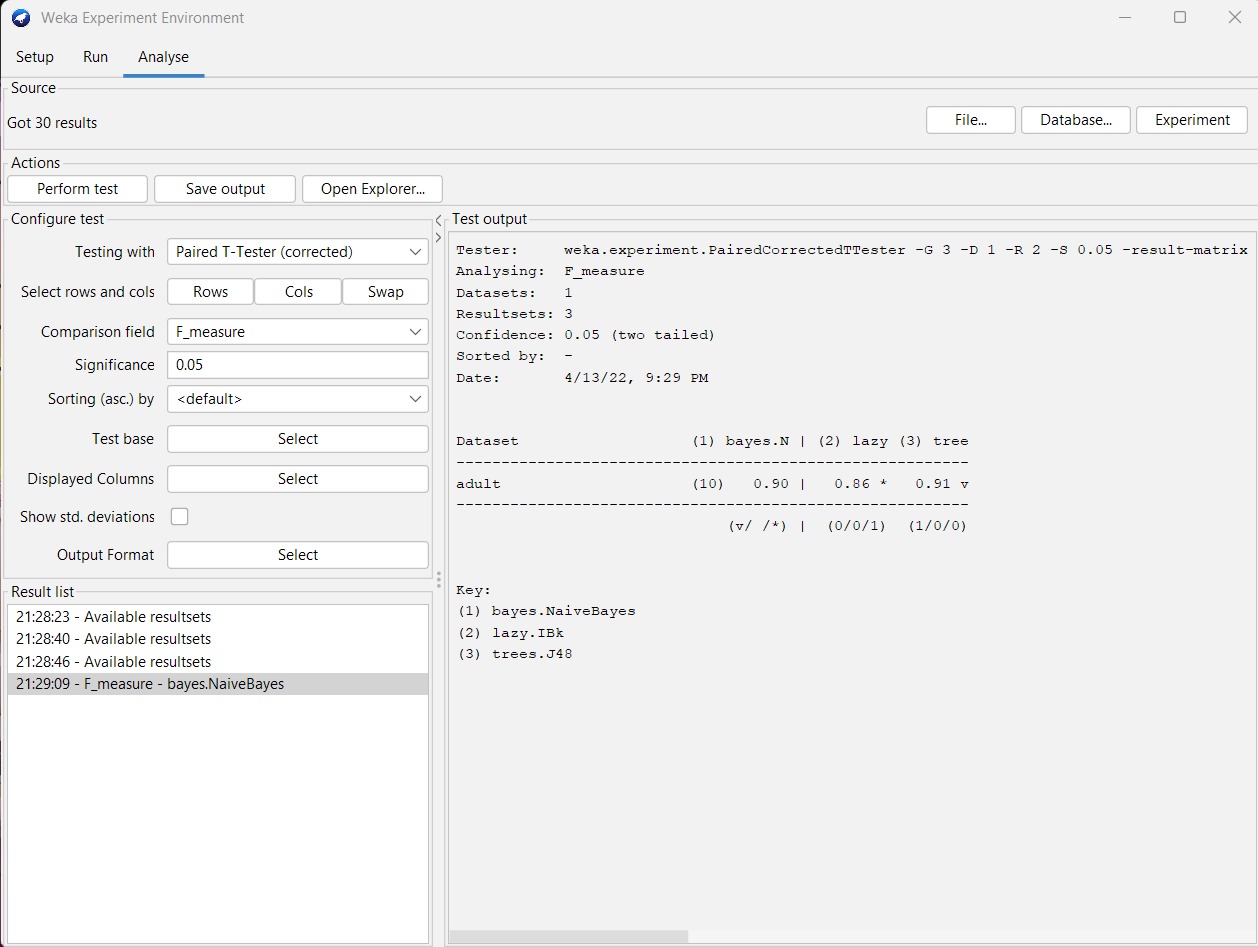 Weka Experiment Environment
Setup Run Analyse
Source
Got 30 results File... Database... Experiment
Actions
Perform test Save output Open Explorer...
Configure test
Testing with Paired T-Tester (corrected)
Select rows and cols Rows Cols Swap
Comparison field F_measure
Significance 0.05
Sorting (asc.) by <default>
Test base Select
Displayed Columns Select
Show std. deviations
Output Format Select
Result list
21:28:23 - Available resultsets
21:28:40 - Available resultsets
21:28:46 - Available resultsets
21:29:09 - F_measure - bayes.NaiveBayes
Test output
Tester: weka.experiment.PairedCorrectedTTester -G 3 -D 1 -R 2 -S 0.05 -result-matrix
Analysing: F_measure
Datasets: 1
Resultsets: 3
Confidence: 0.05 (two tailed)
Sorted by: -
Date: 4/13/22, 9:29 PM
Dataset (1) bayes.N | (2) lazy (3) tree
---------------------------------------------------------
adult (10) 0.90 | 0.86 * 0.91 v
---------------------------------------------------------
(v/ /*) | (0/0/1) (1/0/0)
Key:
(1) bayes.NaiveBayes
(2) lazy.IBk
(3) trees.J48